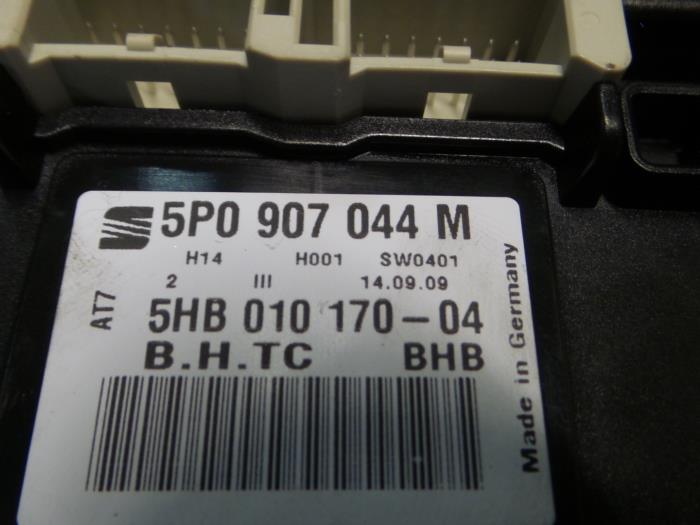 5P0 907 044 M
H14 H001 SW0401
2 III 14.09.09
AT7
5HB 010 170-04
B.H.TC BHB
Made in Germany